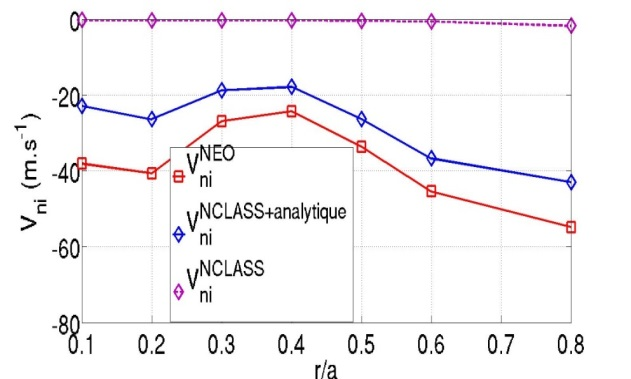 0
-20
-40
-60
-80
V_ni (m.s^-1)
V_ni^NEO
V_ni^NCLASS+analytique
V_ni^NCLASS
0.1 0.2 0.3 0.4 0.5 0.6 0.7 0.8
r/a